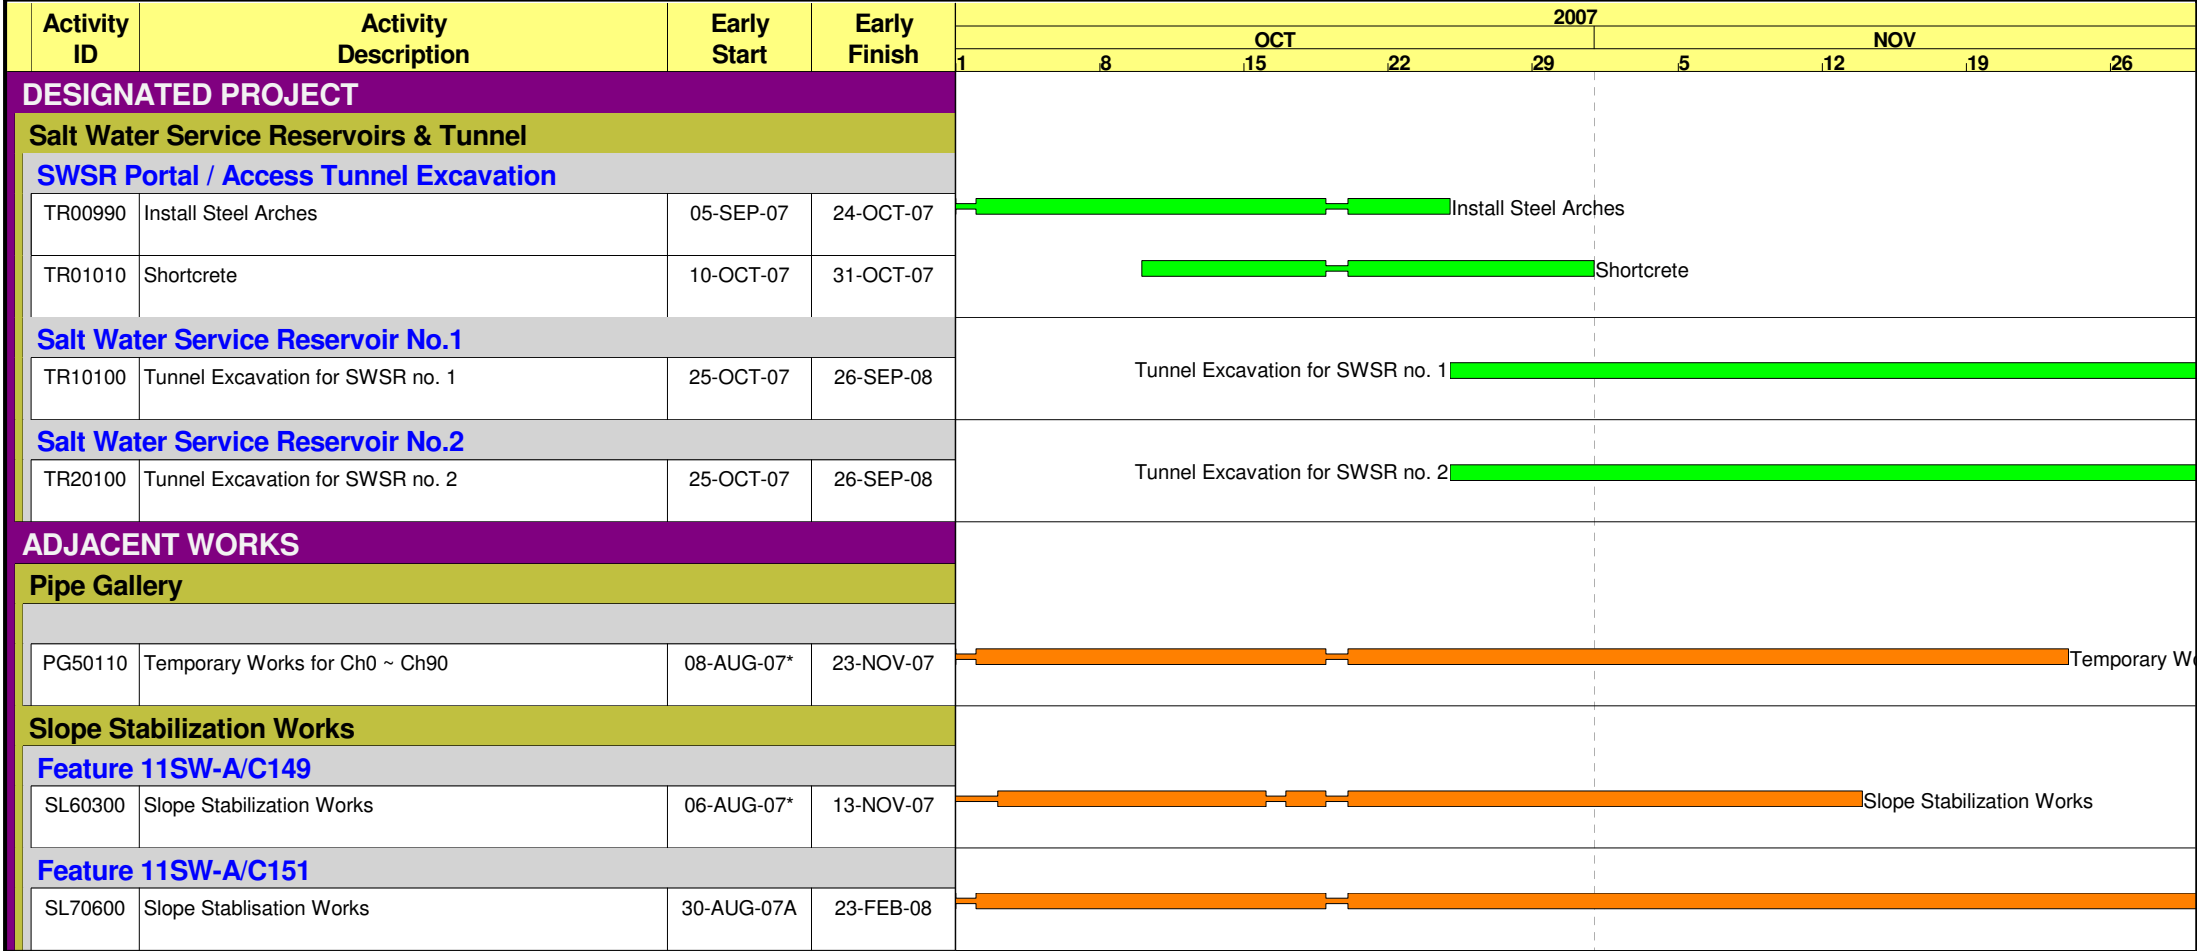 Activity ID Activity Description Early Start Early Finish 2007
OCT NOV
1 8 15 22 29 5 12 19 26
DESIGNATED PROJECT
Salt Water Service Reservoirs & Tunnel
SWSR Portal / Access Tunnel Excavation
TR00990 Install Steel Arches 05-SEP-07 24-OCT-07 Install Steel Arches
TR01010 Shortcrete 10-OCT-07 31-OCT-07 Shortcrete
Salt Water Service Reservoir No.1
TR10100 Tunnel Excavation for SWSR no. 1 25-OCT-07 26-SEP-08 Tunnel Excavation for SWSR no. 1
Salt Water Service Reservoir No.2
TR20100 Tunnel Excavation for SWSR no. 2 25-OCT-07 26-SEP-08 Tunnel Excavation for SWSR no. 2
ADJACENT WORKS
Pipe Gallery
PG50110 Temporary Works for Ch0 ~ Ch90 08-AUG-07* 23-NOV-07 Temporary
Slope Stabilization Works
Feature 11SW-A/C149
SL60300 Slope Stabilization Works 06-AUG-07* 13-NOV-07 Slope Stabilization Works
Feature 11SW-A/C151
SL70600 Slope Stablisation Works 30-AUG-07A 23-FEB-08